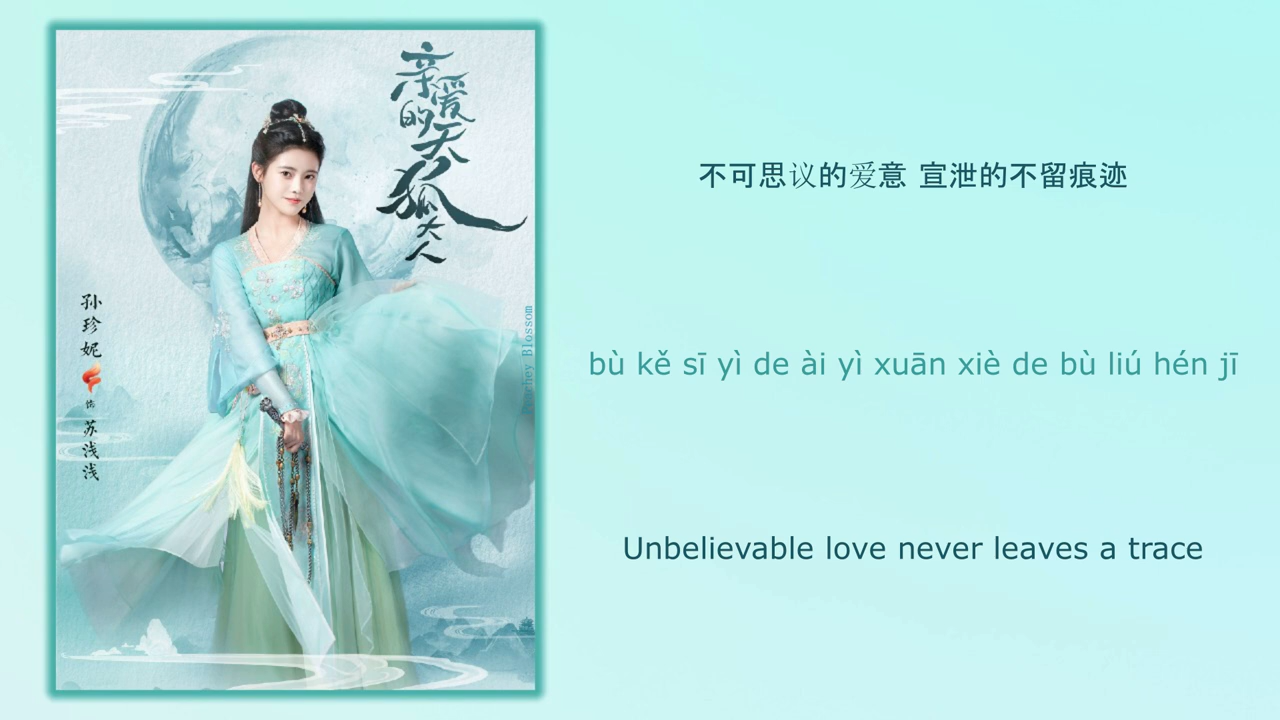 亲爱的天狐大人
孙珍妮
饰
苏浅浅
Blossom
不可思议的爱意 宣泄的不留痕迹
bù kě sī yì de ài yì xuān xiè de bù liú hén jī
Unbelievable love never leaves a trace